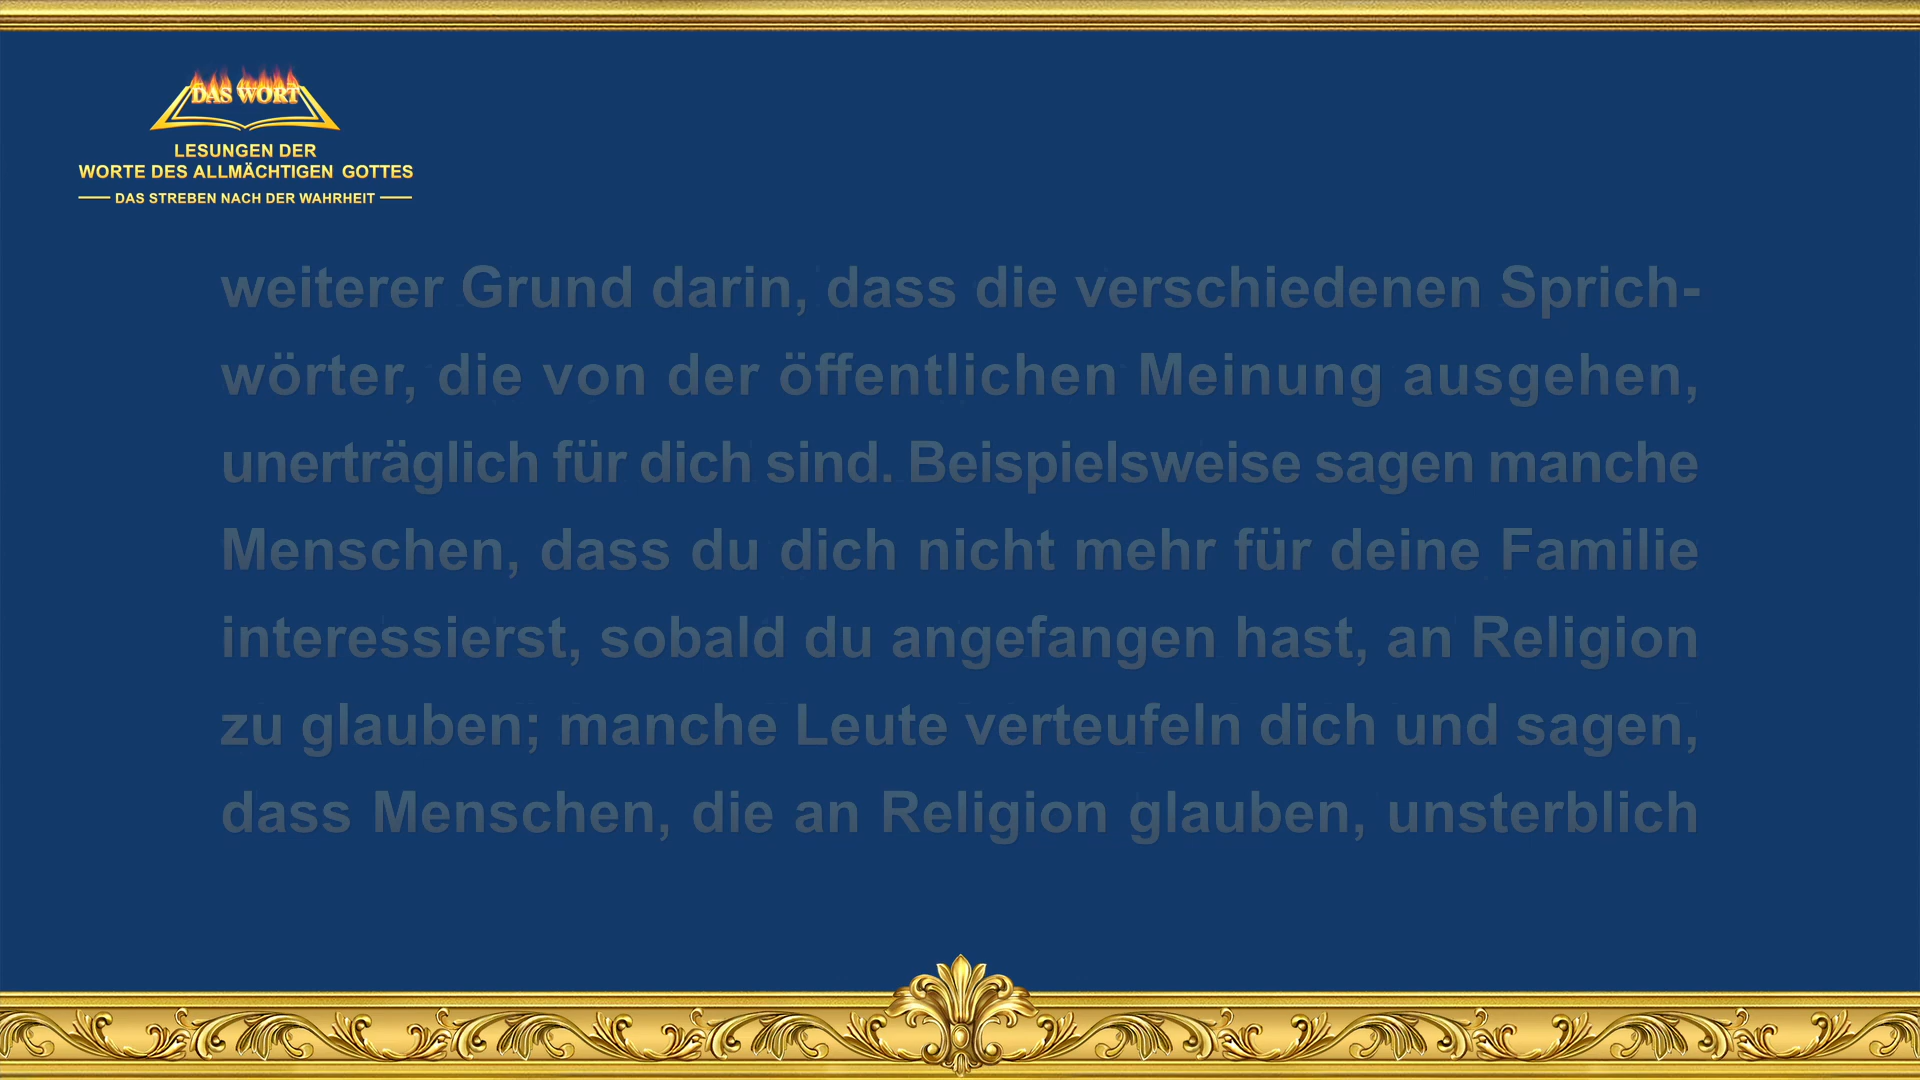 DAS WORT
LESUNGEN DER
WORTE DES ALLMÄCHTIGEN GOTTES
DAS STREBEN NACH DER WAHRHEIT
weiterer Grund darin, dass die verschiedenen Sprich-
wörter, die von der öffentlichen Meinung ausgehen,
unerträglich für dich sind. Beispielsweise sagen manche
Menschen, dass du dich nicht mehr für deine Familie
interessierst, sobald du angefangen hast, an Religion
zu glauben; manche Leute verteufeln dich und sagen,
dass Menschen, die an Religion glauben, unsterblich